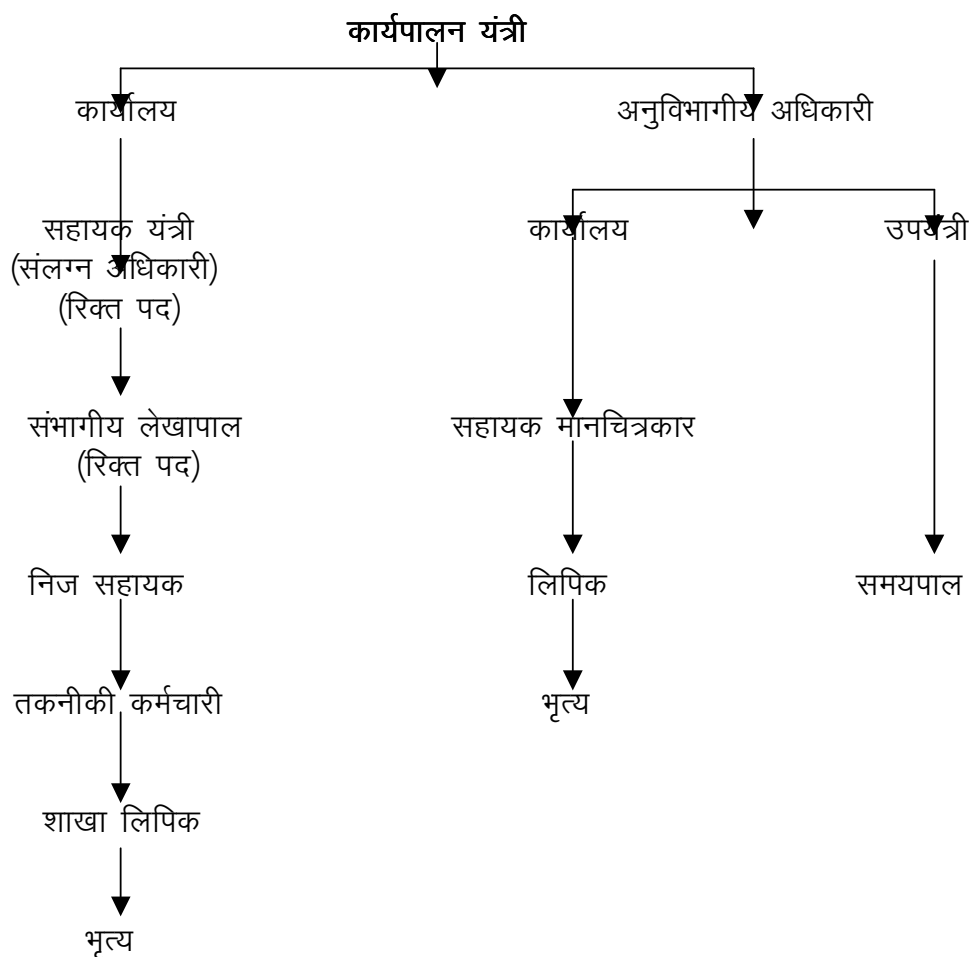 कार्यपालन यंत्री
कार्यालय
अनुविभागीय अधिकारी
सहायक यंत्री
(संलग्न अधिकारी)
(रिक्त पद)
कार्यालय
उपयंत्री
संभागीय लेखापाल
(रिक्त पद)
सहायक मानचित्रकार
निज सहायक
लिपिक
समयपाल
तकनीकी कर्मचारी
भृत्य
शाखा लिपिक
भृत्य